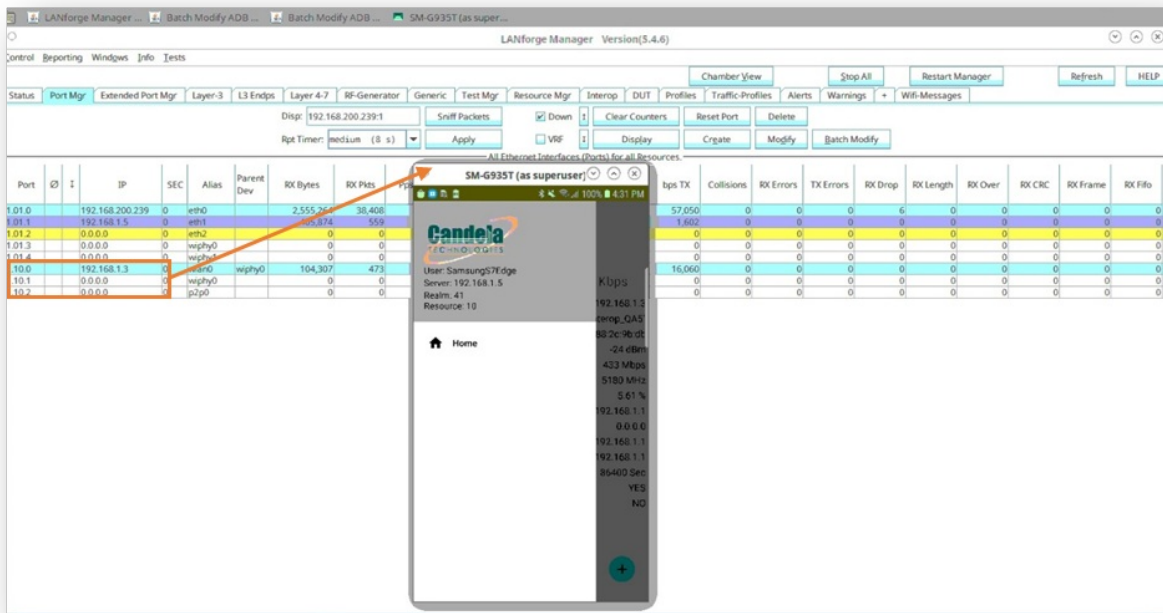 LANforge Manager ... Batch Modify ADB ... Batch Modify ADB ... SM-G935T (as super...
LANforge Manager Version(5.4.6)
Control Reporting Windows Info Tests
Chamber View Stop All Restart Manager Refresh HELP
Status Port Mgr Extended Port Mgr Layer-3 L3 Endps Layer 4-7 RF-Generator Generic Test Mgr Resource Mgr Interop DUT Profiles Traffic-Profiles Alerts Warnings + Wifi-Messages
Disp: 192.168.200.239:1 Sniff Packets Down Clear Counters Reset Port Delete
Rpt Timer: medium (8 s) Apply VRF Display Create Modify Batch Modify
All Ethernet Interfaces (Ports) for all Resources.
Port Ø IP SEC Alias Parent Dev RX Bytes RX Pkts bps TX Collisions RX Errors TX Errors RX Drop RX Length RX Over RX CRC RX Frame RX Fifo
1.01.0 192.168.200.239 0 eth0 2,555,264 38,408 57,050 0 0 0 6 0 0 0 0 0
1.01.1 192.168.1.5 0 eth1 405,874 559 1,602 0 0 0 0 0 0 0 0 0
1.01.2 0.0.0.0 0 eth2 0 0 0 0 0 0 0 0 0 0 0 0
1.01.3 0.0.0.0 0 wiphy0 0 0 0 0 0 0 0 0 0 0 0 0
1.01.4 0.0.0.0 0 0 0 0 0 0 0 0 0 0 0 0 0
.10.0 192.168.1.3 wlan0 wiphy0 104,307 473 16,060 0 0 0 0 0 0 0 0 0
.10.1 0.0.0.0 wiphy0 0 0 0 0 0 0 0 0 0 0 0 0
.10.2 0.0.0.0 p2p0 0 0 0 0 0 0 0 0 0 0 0 0
SM-G935T (as superuser)
100% 4:31 PM
Candela
TECHNOLOGIES
User: SamsungS7Edge
Server: 192.168.1.5
Realm: 41
Resource: 10
Home
Kbps
192.168.1.3
-24 dBm
433 Mbps
5180 MHz
5.61 %
192.168.1.1
0.0.0.0
192.168.1.1
192.168.1.1
86400 Sec
YES
NO
+